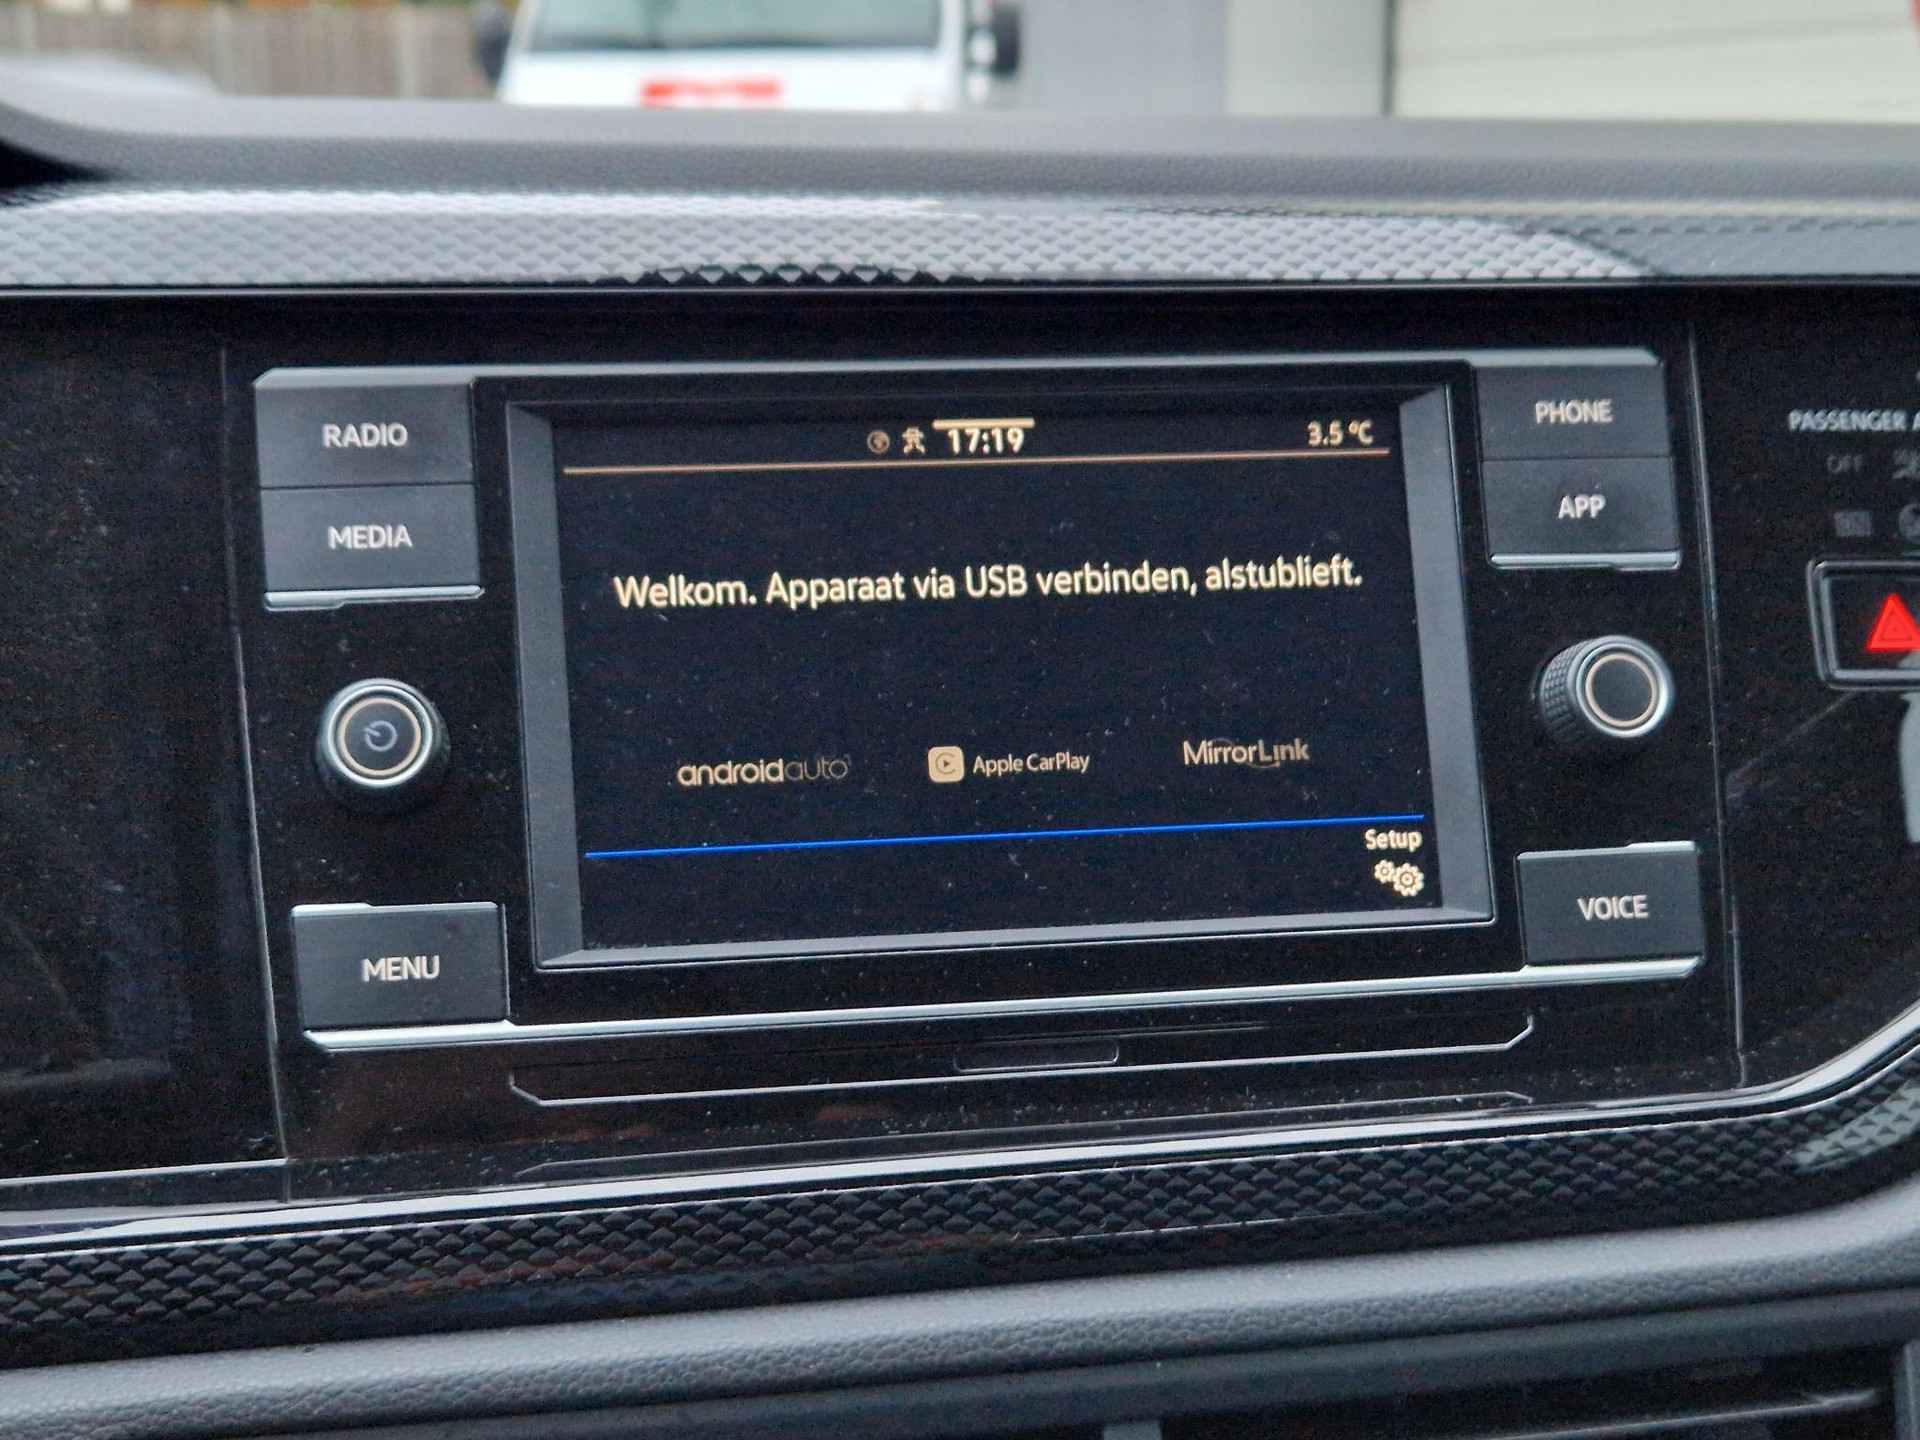 RADIO
MEDIA
MENU
17:19
3.5 °C
Welkom. Apparaat via USB verbinden, alstublieft.
androidauto
Apple CarPlay
MirrorLink
Setup
PHONE
APP
VOICE
PASSENGER
OFF